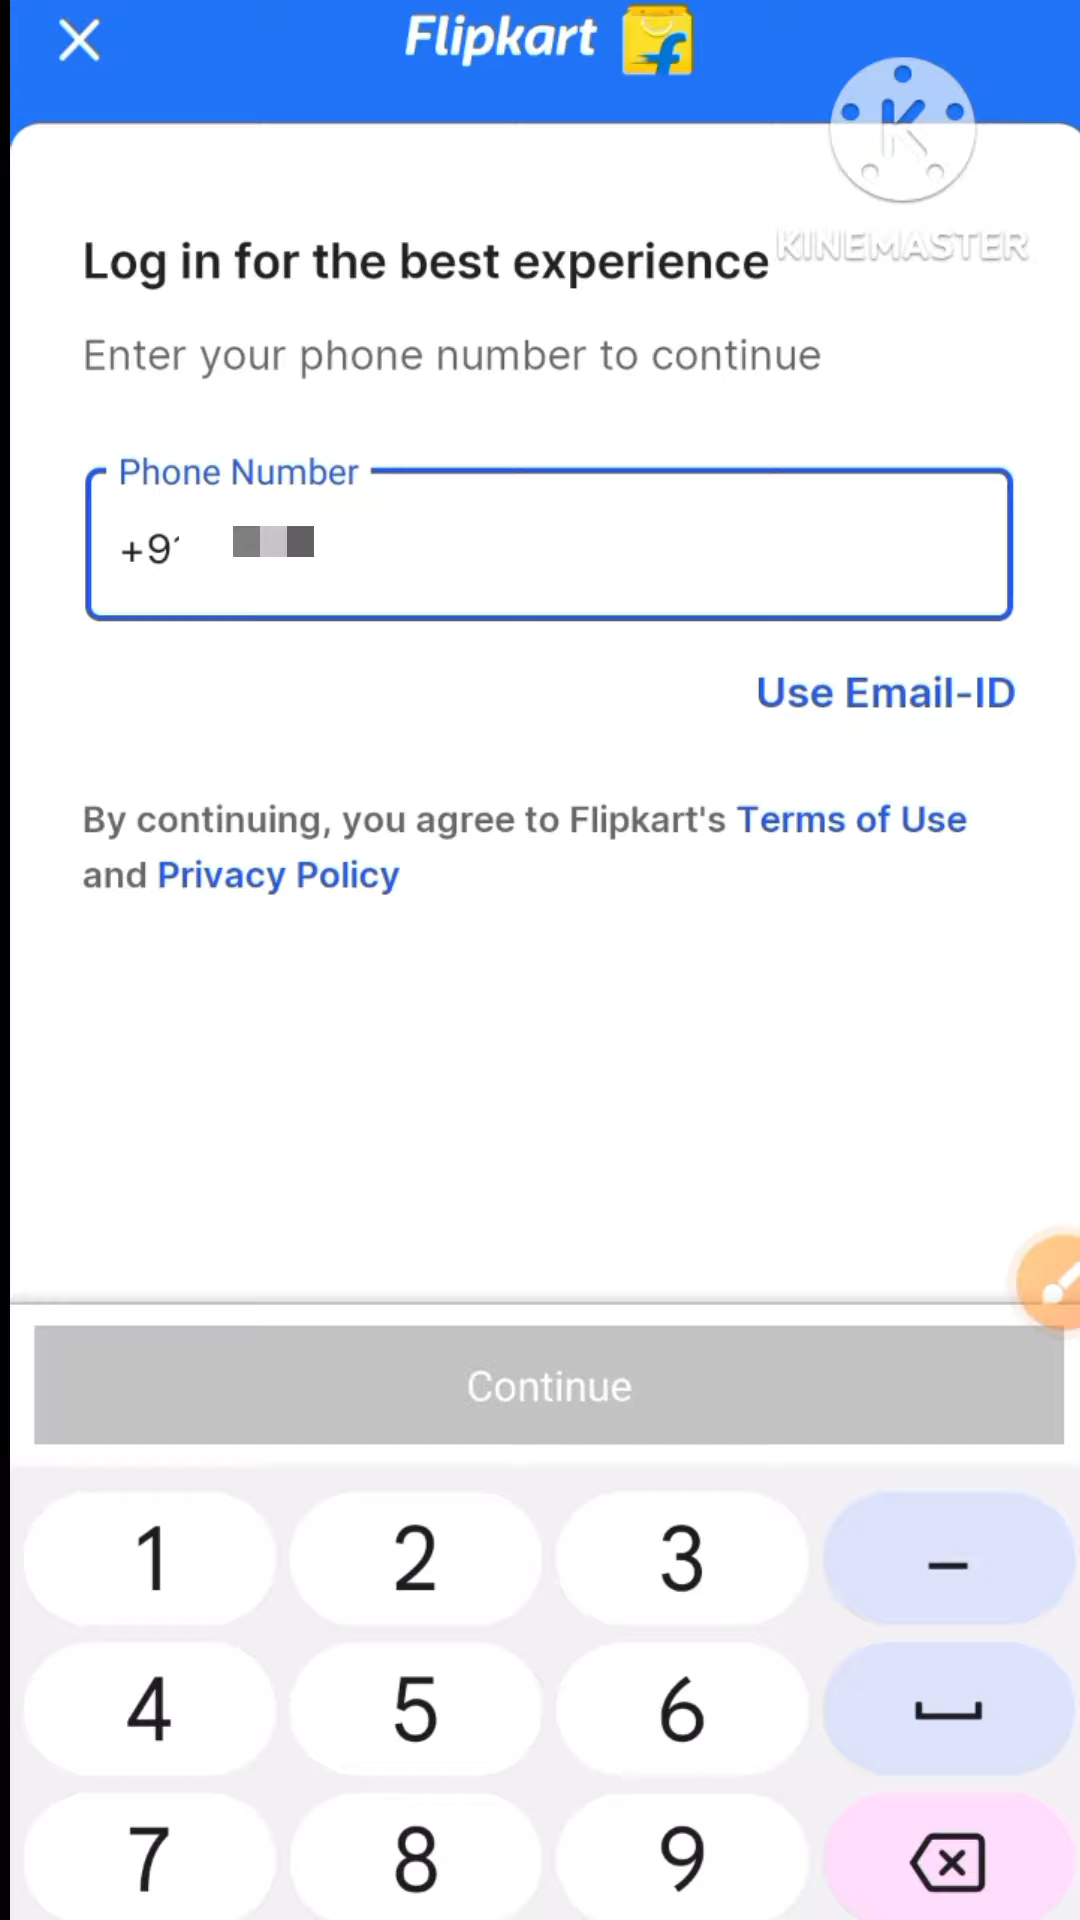 Flipkart
KINEMASTER
Log in for the best experience
Enter your phone number to continue
Phone Number
+91
Use Email-ID
By continuing, you agree to Flipkart's Terms of Use
and Privacy Policy
Continue
1 2 3 –
4 5 6
7 8 9